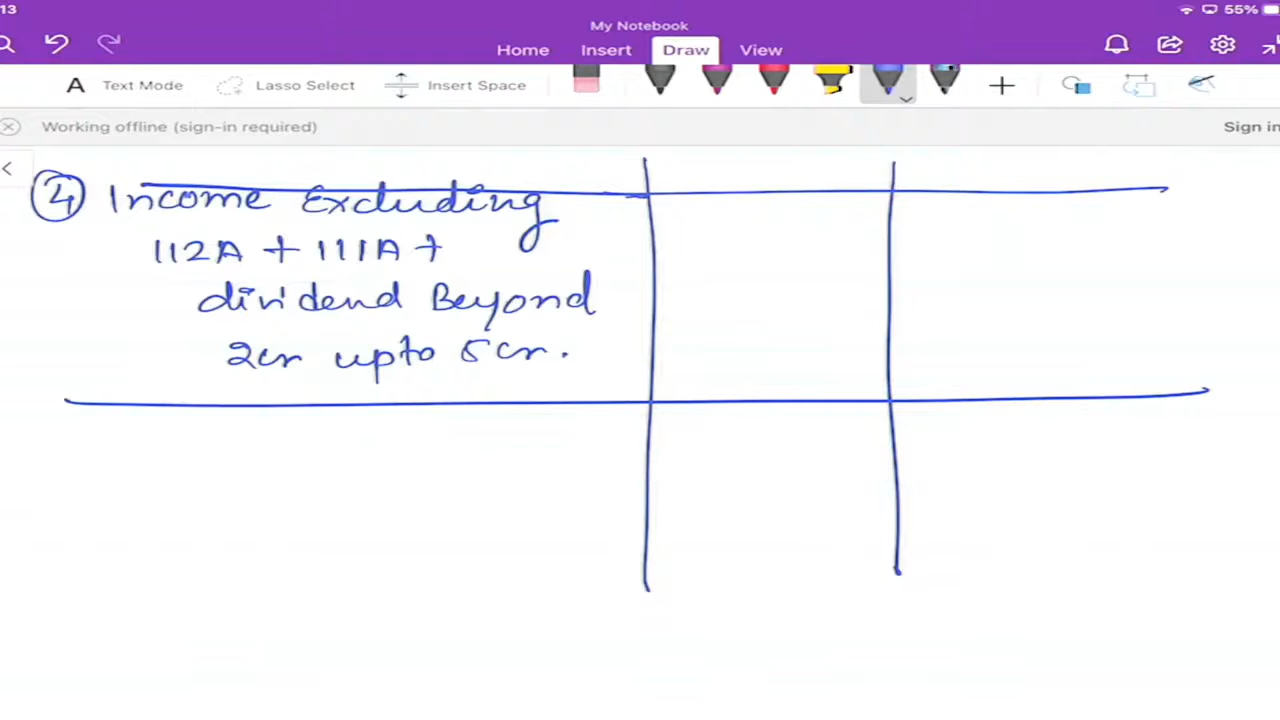 13
55%
My Notebook
Home Insert Draw View
A Text Mode Lasso Select Insert Space
Working offline (sign-in required) Sign in
4 Income Excluding
112A + 111A +
dividend Beyond
2cr upto 5cr.